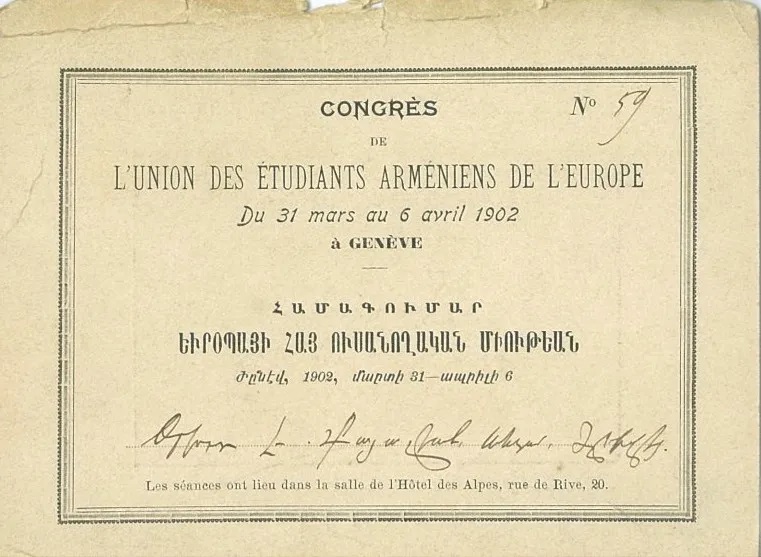 CONGRÈS
Nº 59
DE
L'UNION DES ÉTUDIANTS ARMÉNIENS DE L'EUROPE
Du 31 mars au 6 avril 1902
à GENÈVE
ՀԱՄԱԳՈՒՄԱՐ
ԵՒՐՈՊԱՅԻ ՀԱՅ ՈՒՍԱՆՈՂԱԿԱՆ ՄԻՈՒԹԵԱՆ
Ժընէվ, 1902, մարտի 31—ապրիլի 6
Les séances ont lieu dans la salle de l'Hôtel des Alpes, rue de Rive, 20.